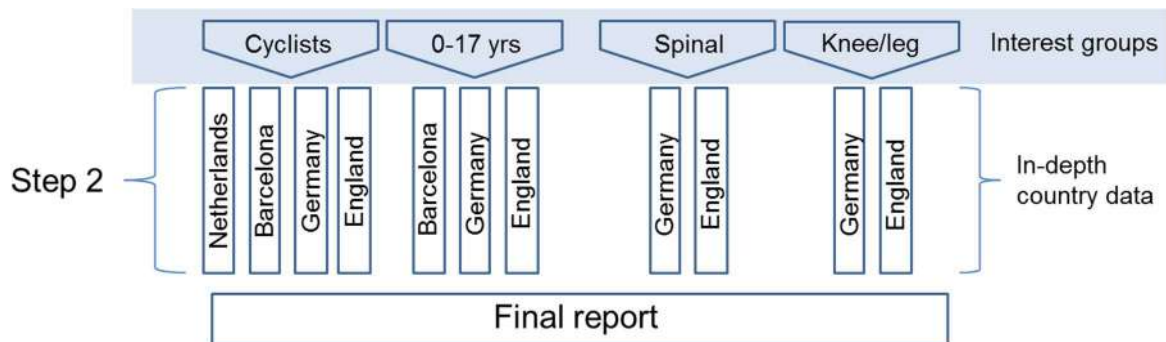 Cyclists
0-17 yrs
Spinal
Knee/leg
Interest groups
Step 2
Netherlands
Barcelona
Germany
England
Barcelona
Germany
England
Germany
England
Germany
England
In-depth
country data
Final report